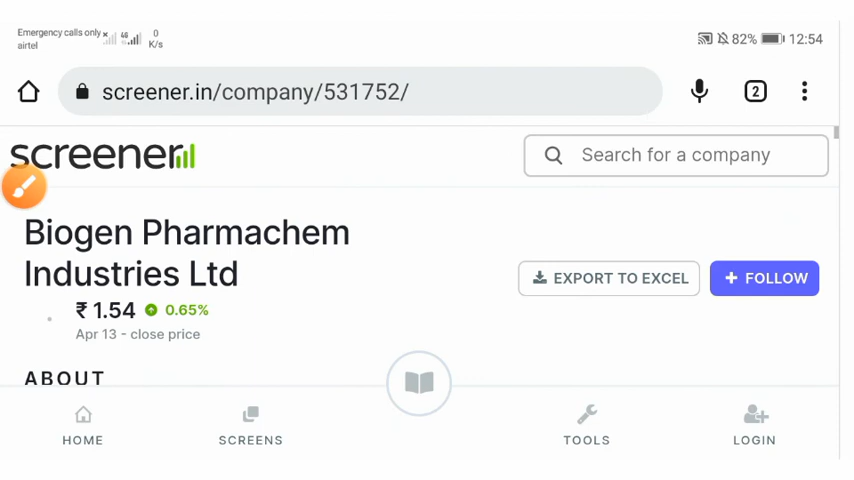 Emergency calls only
airtel
4G
0
K/s
82% 12:54
screener.in/company/531752/
2
screener
Search for a company
Biogen Pharmachem
Industries Ltd
EXPORT TO EXCEL
+ FOLLOW
₹ 1.54 0.65%
Apr 13 - close price
ABOUT
HOME
SCREENS
TOOLS
LOGIN